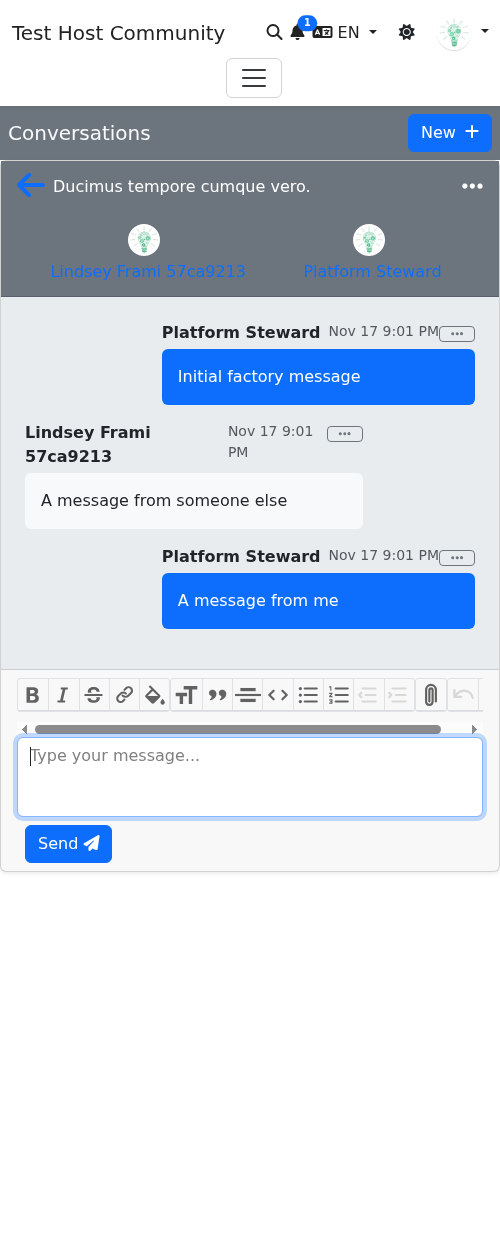 Test Host Community
1
EN
Conversations
New
Ducimus tempore cumque vero.
Lindsey Frami 57ca9213
Platform Steward
Platform Steward Nov 17 9:01 PM
Initial factory message
Lindsey Frami 57ca9213
Nov 17 9:01 PM
A message from someone else
Platform Steward Nov 17 9:01 PM
A message from me
Type your message...
Send